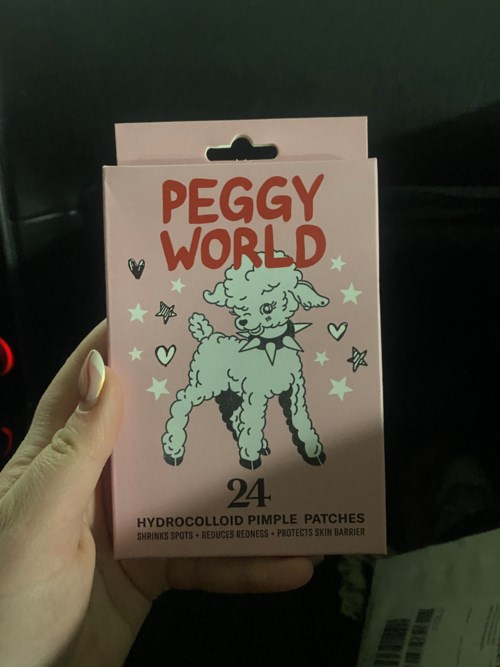 PEGGY
WORLD
24
HYDROCOLLOID PIMPLE PATCHES
SHRINKS SPOTS • REDUCES REDNESS • PROTECTS SKIN BARRIER